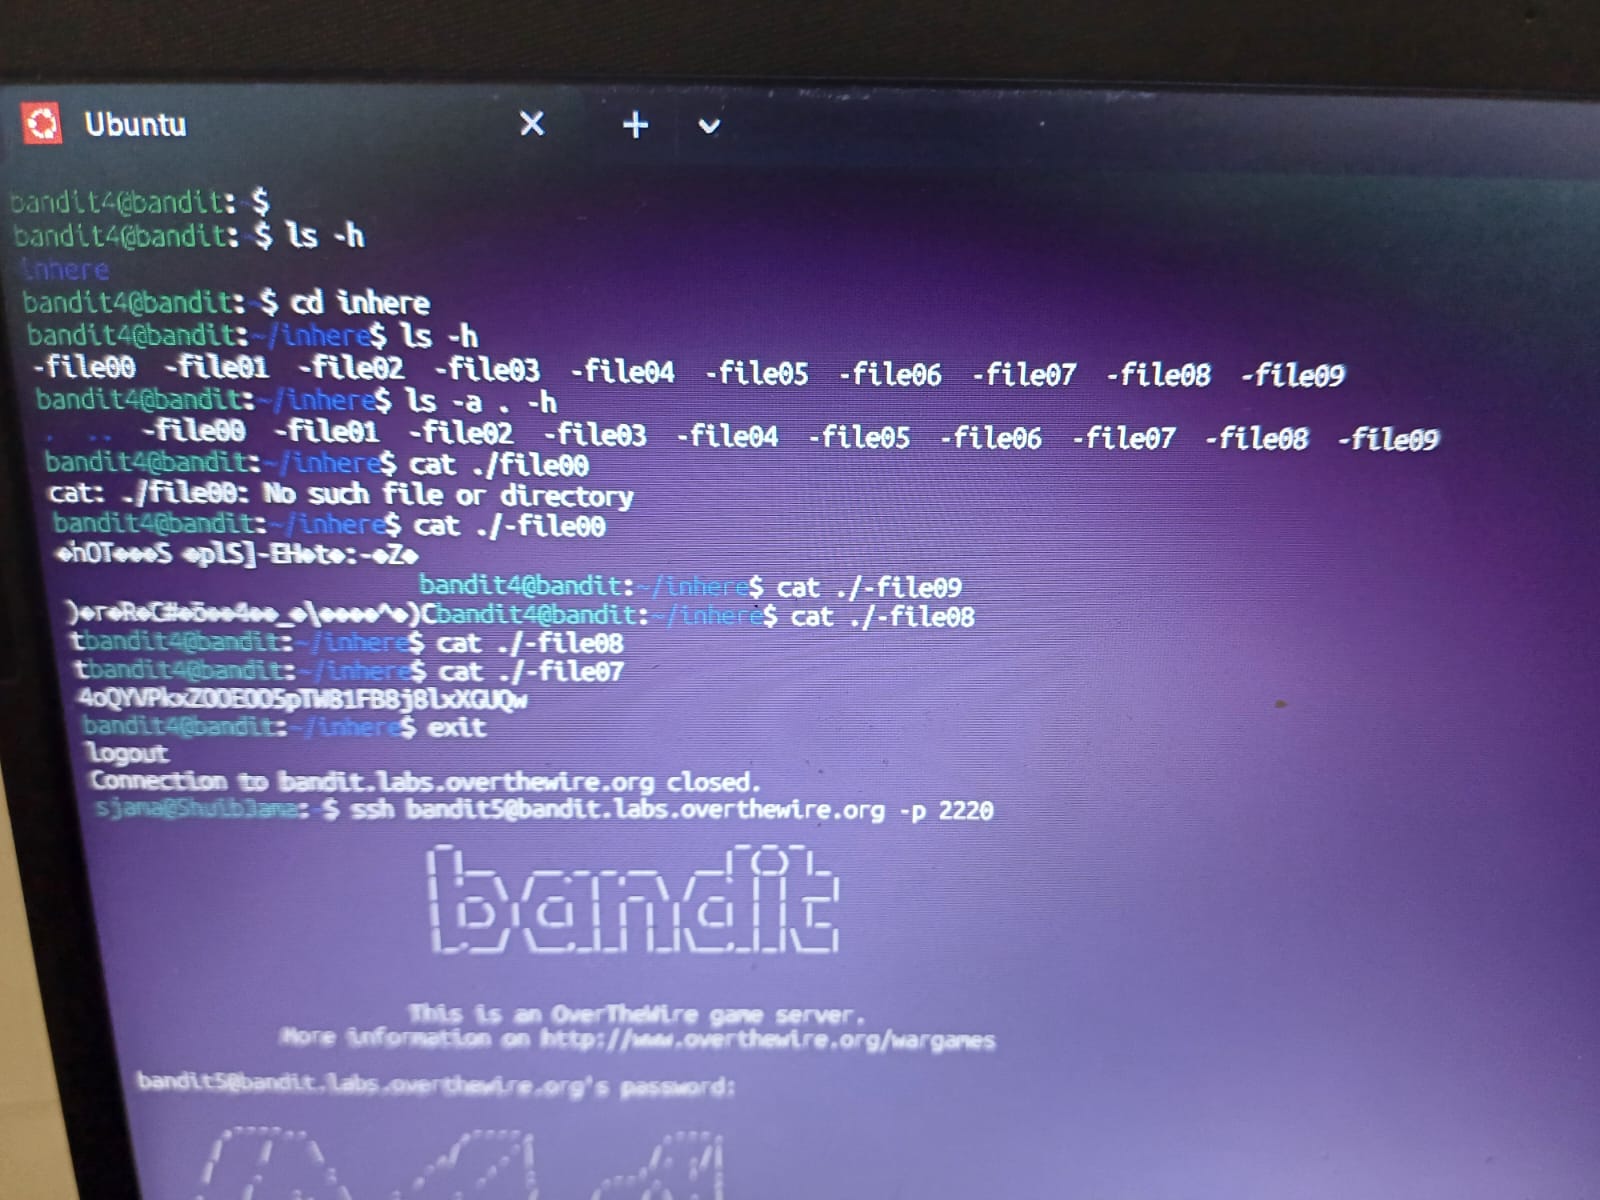 Ubuntu
bandit4@bandit:~$
bandit4@bandit:~$ ls -h
inhere
bandit4@bandit:~$ cd inhere
bandit4@bandit:~/inhere$ ls -h
-file00 -file01 -file02 -file03 -file04 -file05 -file06 -file07 -file08 -file09
bandit4@bandit:~/inhere$ ls -a . -h
. .. -file00 -file01 -file02 -file03 -file04 -file05 -file06 -file07 -file08 -file09
bandit4@bandit:~/inhere$ cat ./file00
cat: ./file00: No such file or directory
bandit4@bandit:~/inhere$ cat ./-file00
bandit4@bandit:~/inhere$ cat ./-file09
bandit4@bandit:~/inhere$ cat ./-file08
tbandit4@bandit:~/inhere$ cat ./-file08
tbandit4@bandit:~/inhere$ cat ./-file07
4oQYVPkxZOOEOO5pTW81FB8j8lxXGUQw
bandit4@bandit:~/inhere$ exit
logout
Connection to bandit.labs.overthewire.org closed.
sjama@ShuibJama:~$ ssh bandit5@bandit.labs.overthewire.org -p 2220
bandit
This is an OverTheWire game server.
More information on http://www.overthewire.org/wargames
bandit5@bandit.labs.overthewire.org's password: